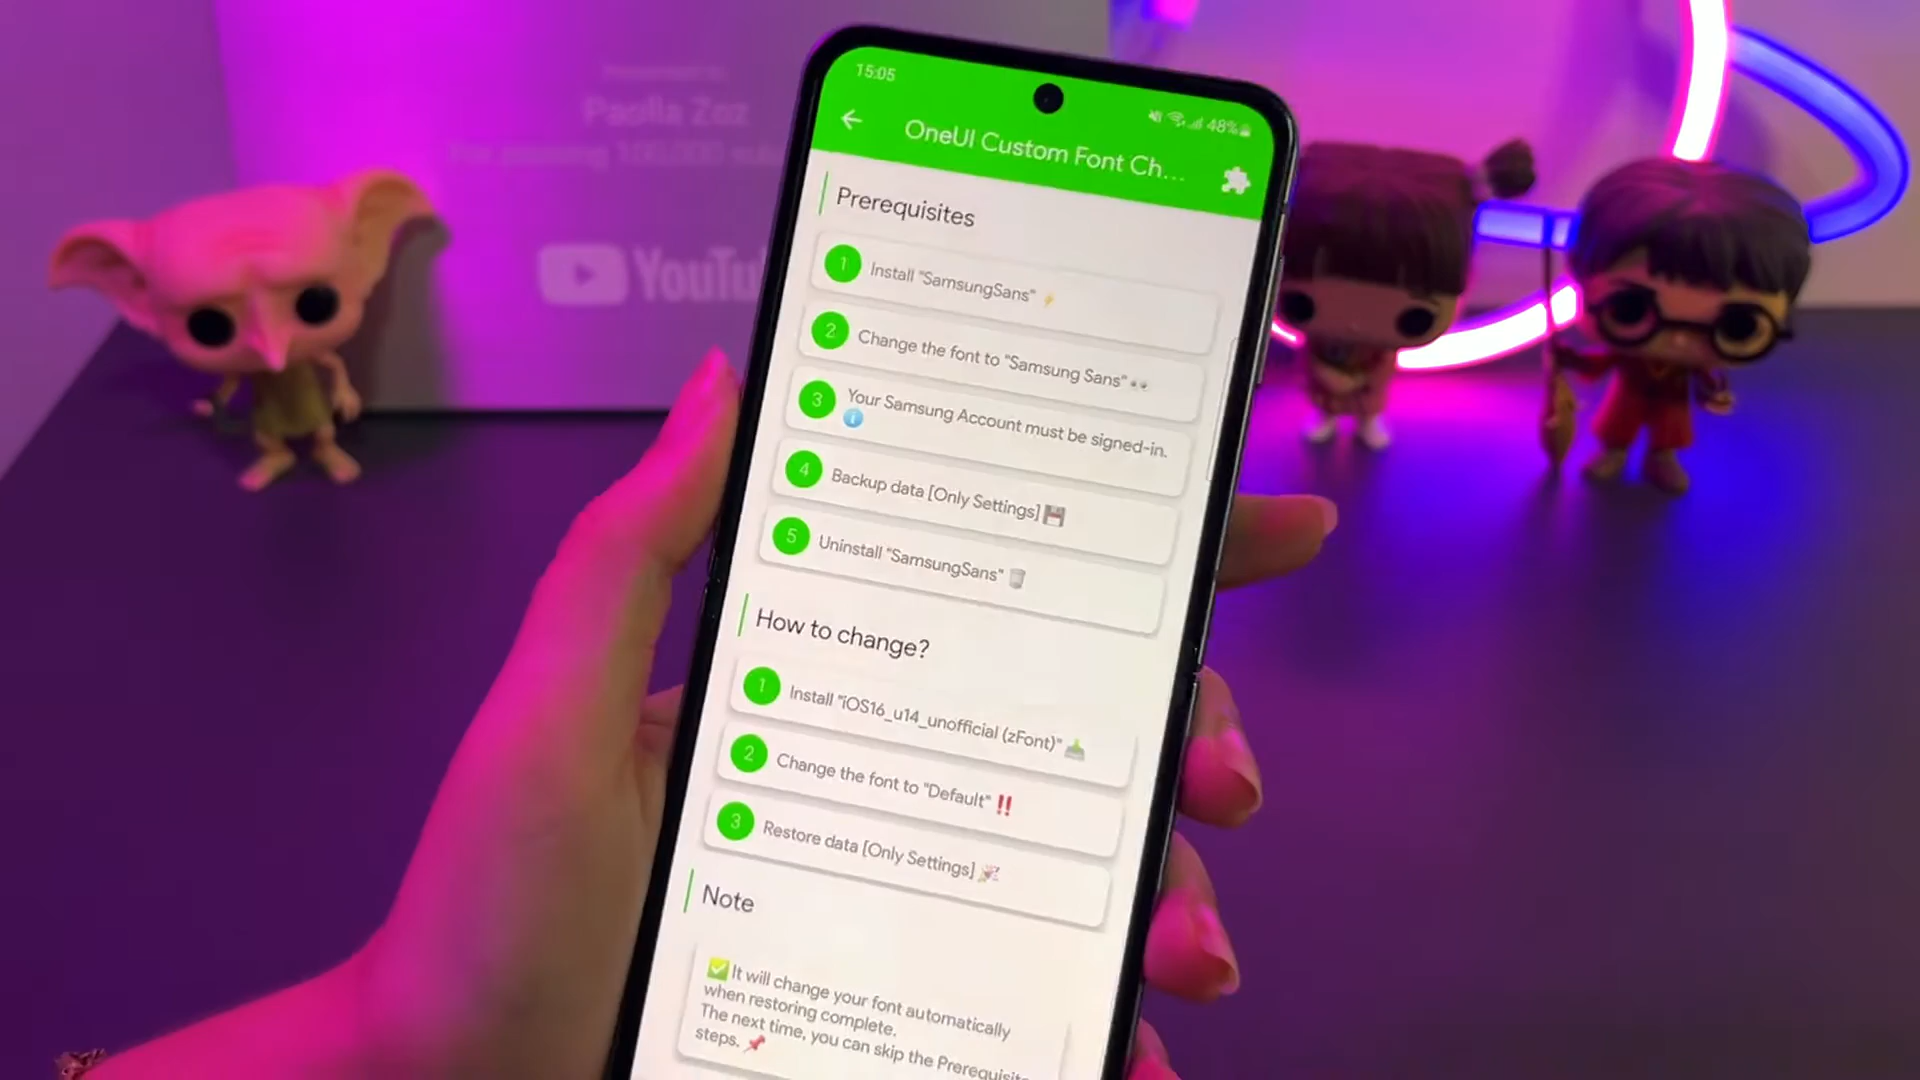 Paolla Zoz
YouTu
15:05
48%
OneUI Custom Font Ch...
Prerequisites
1 Install "SamsungSans" ⚡
2 Change the font to "Samsung Sans" 👀
3 Your Samsung Account must be signed-in.
ℹ️
4 Backup data [Only Settings] 💾
5 Uninstall "SamsungSans" 🗑️
How to change?
1 Install "iOS16_u14_unofficial (zFont)" 📥
2 Change the font to "Default" ‼️
3 Restore data [Only Settings] 🎉
Note
✅ It will change your font automatically
when restoring complete.
The next time, you can skip the Prerequisite
steps. 📌